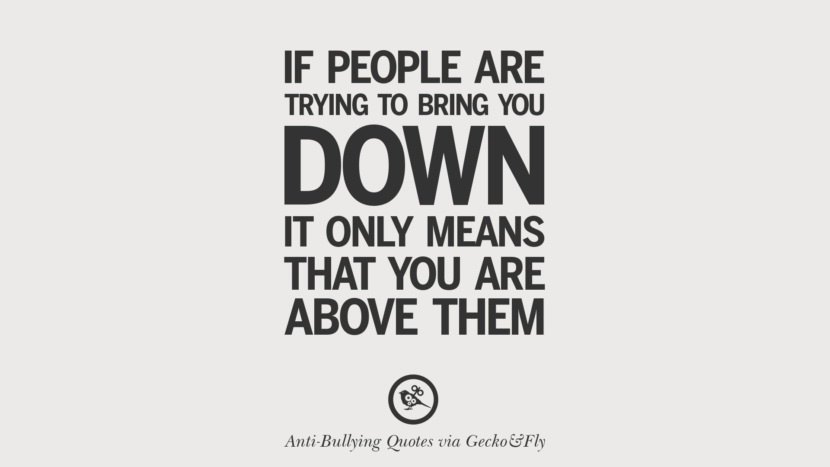 IF PEOPLE ARE
TRYING TO BRING YOU
DOWN
IT ONLY MEANS
THAT YOU ARE
ABOVE THEM
Anti-Bullying Quotes via Gecko&Fly